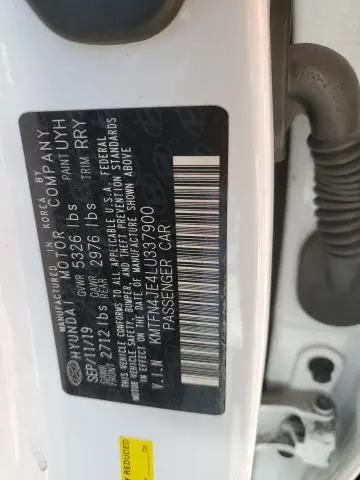 MANUFACTURED IN KOREA BY
HYUNDAI MOTOR COMPANY
SEP/11/19 GVWR 5326 lbs PAINT UYH
GAWR FRONT 2712 lbs GAWR REAR 2976 lbs TRIM RRY
THIS VEHICLE CONFORMS TO ALL APPLICABLE U.S.A. FEDERAL
MOTOR VEHICLE SAFETY, BUMPER, AND THEFT PREVENTION STANDARDS
IN EFFECT ON THE DATE OF MANUFACTURE SHOWN ABOVE.
V.I.N KMTFN4JE4LU337900
PASSENGER CAR
REDUCED